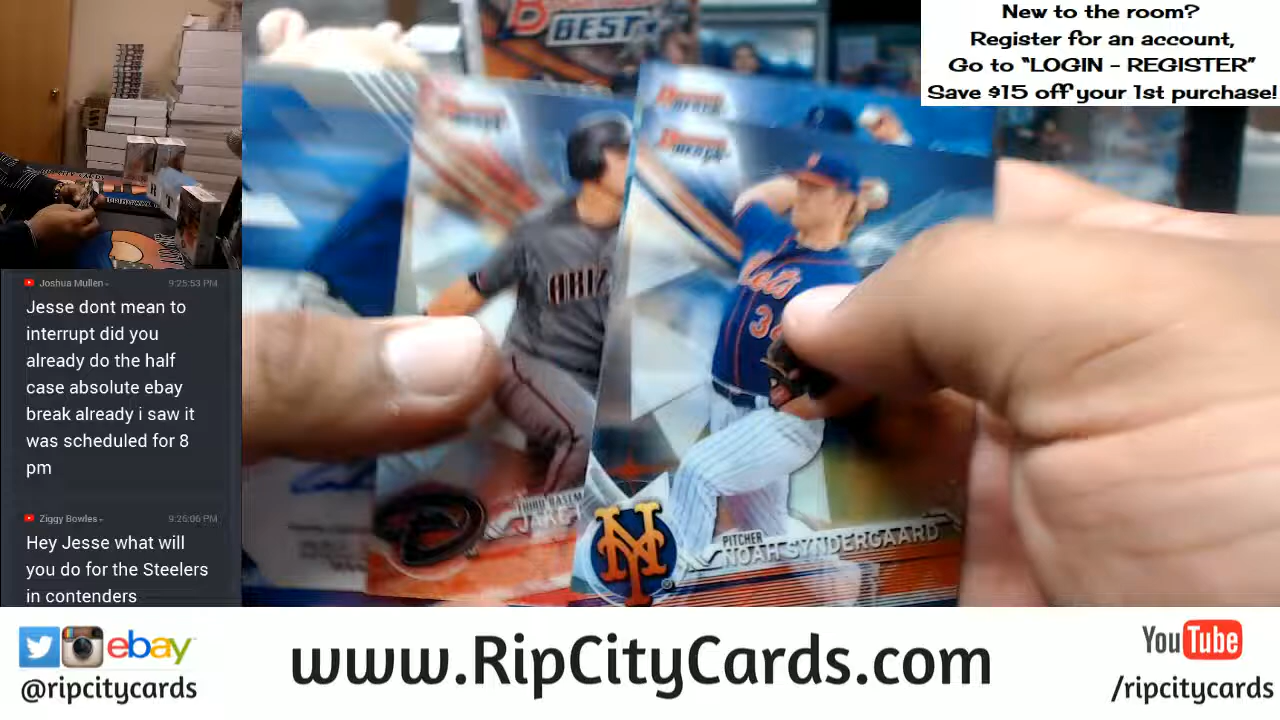 New to the room?
Register for an account,
Go to “LOGIN - REGISTER”
Save $15 off your 1st purchase!
BEST
Joshua Mullen 9:25:53 PM
Jesse dont mean to
interrupt did you
already do the half
case absolute ebay
break already i saw it
was scheduled for 8
pm
Ziggy Bowles 9:26:06 PM
Hey Jesse what will
you do for the Steelers
in contenders
Mets
PITCHER
NOAH SYNDERGAARD
THIRD BASEM
JAKE
ebay
@ripcitycards
www.RipCityCards.com
YouTube
/ripcitycards